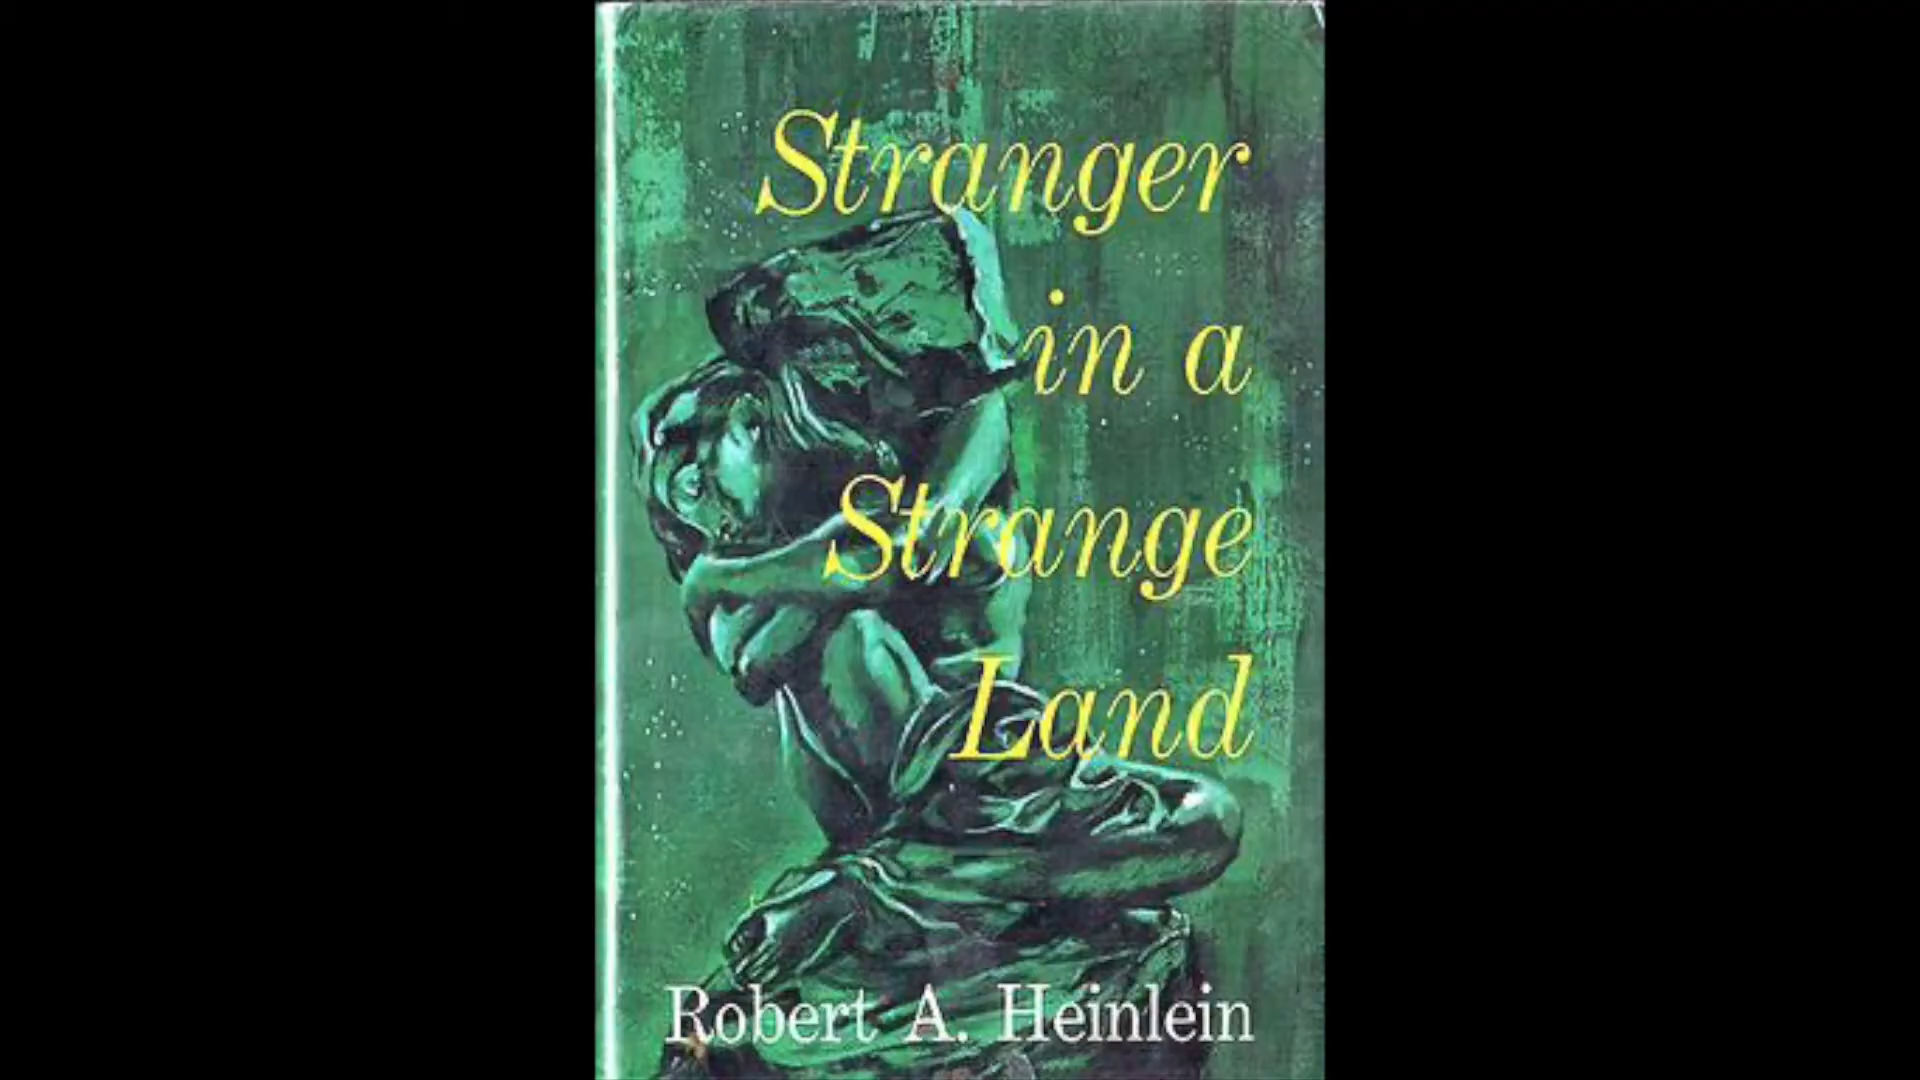 Stranger
in a
Strange
Land
Robert A. Heinlein